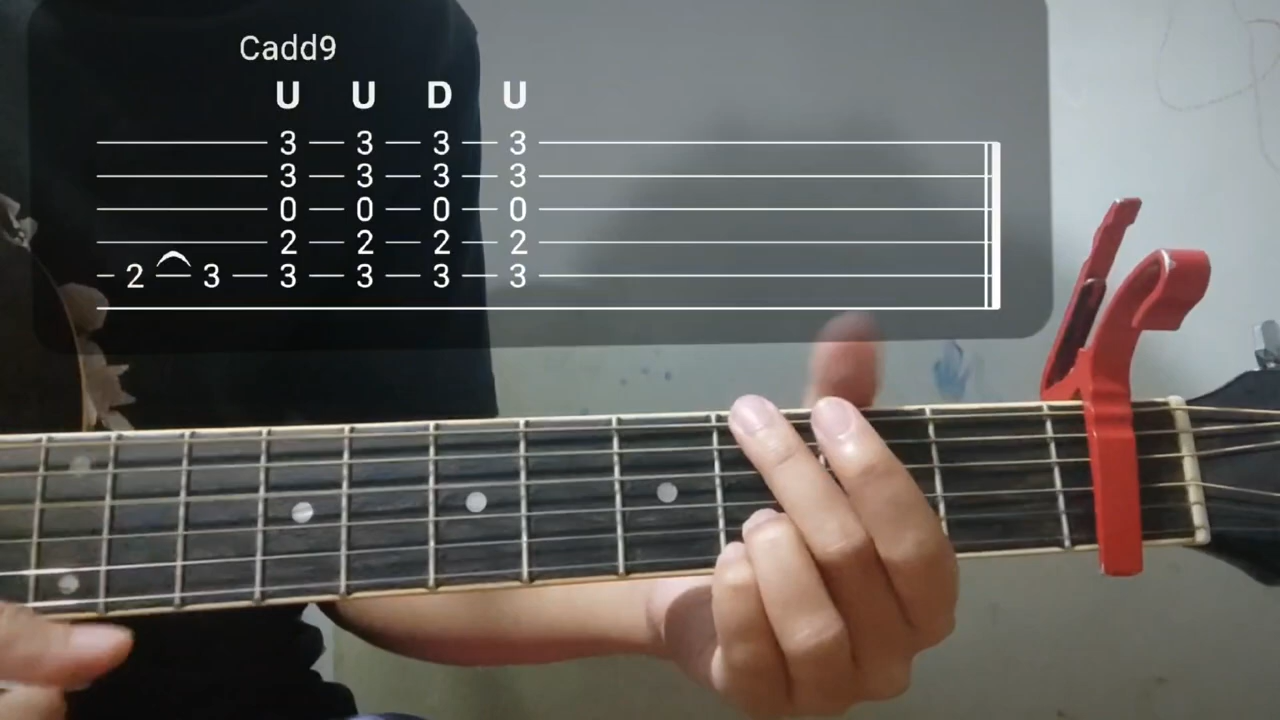 Cadd9
U U D U
3 3 3 3
3 3 3 3
0 0 0 0
2 2 2 2
2 3 3 3 3 3